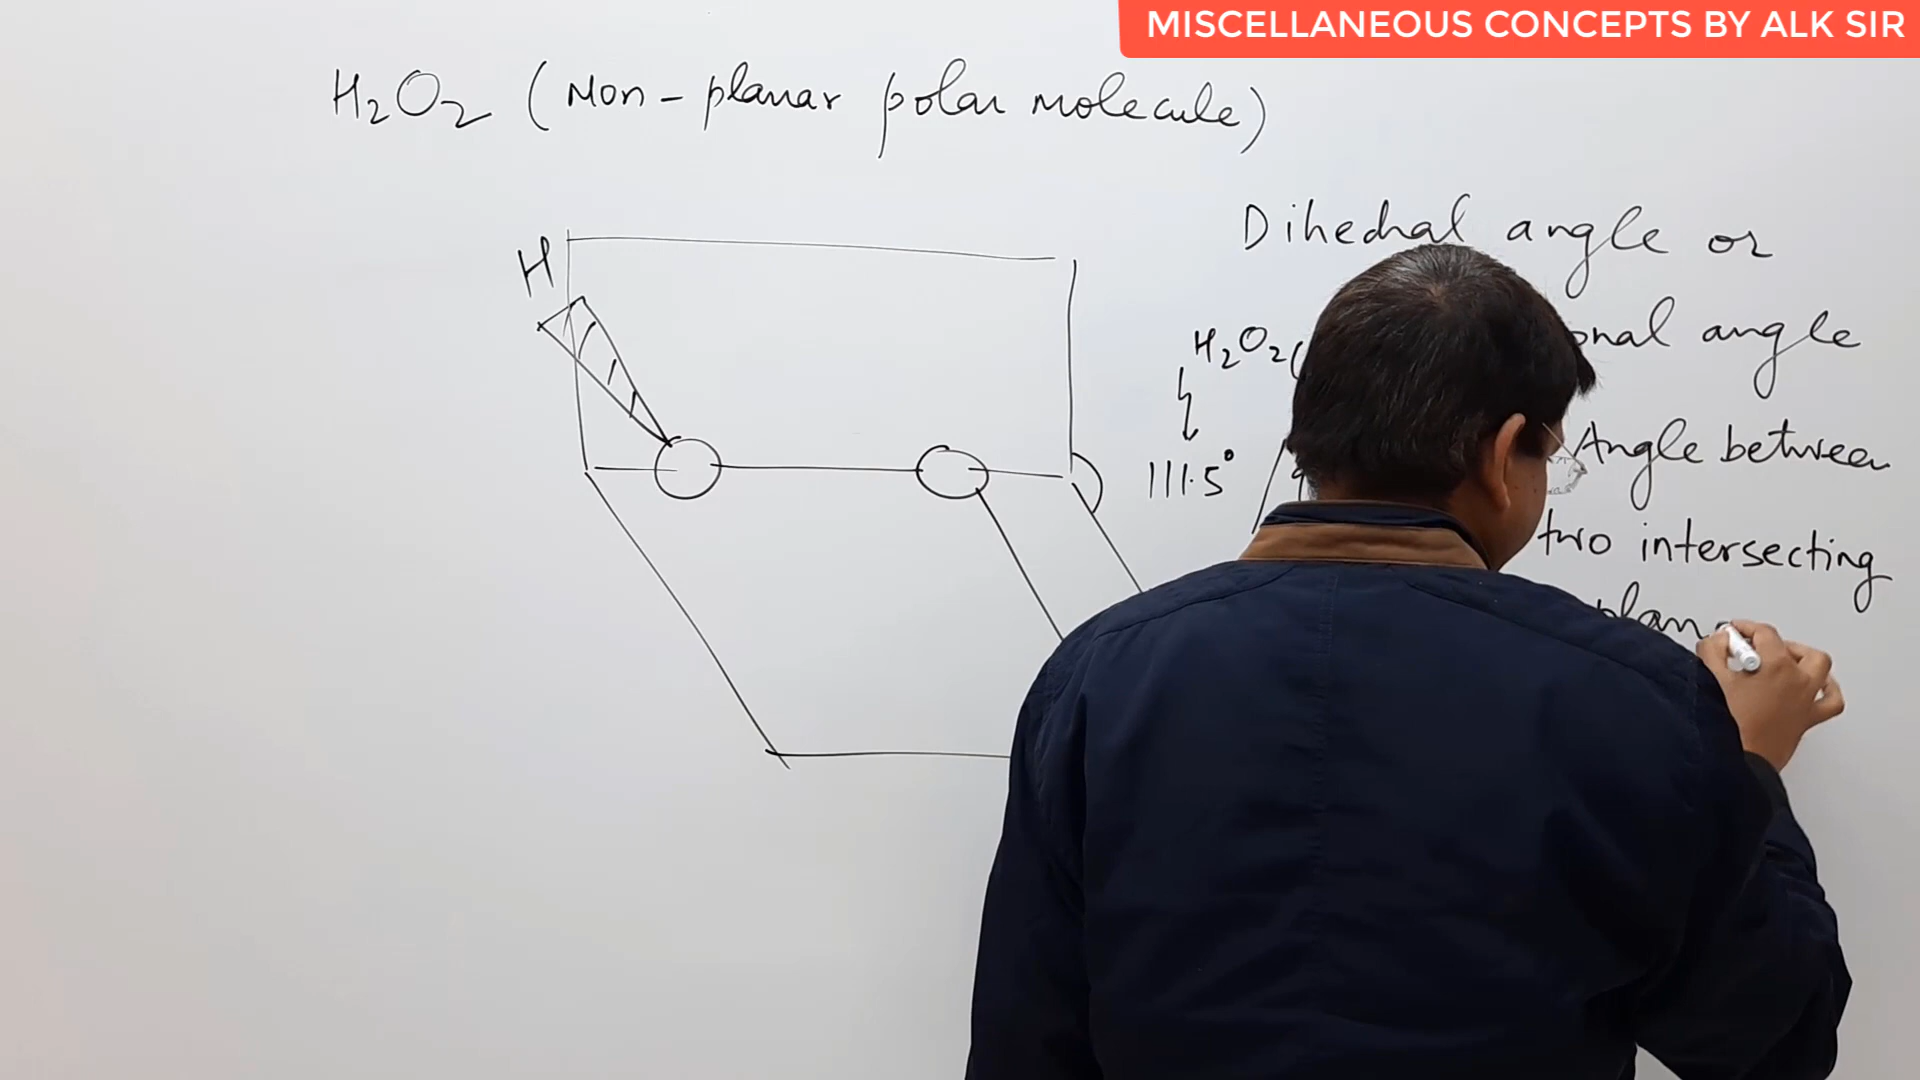 MISCELLANEOUS CONCEPTS BY ALK SIR
H₂O₂ (Non-planar polar molecule)
Dihedral angle or
angle
H
H₂O₂(
Angle between
111.5°
two intersecting